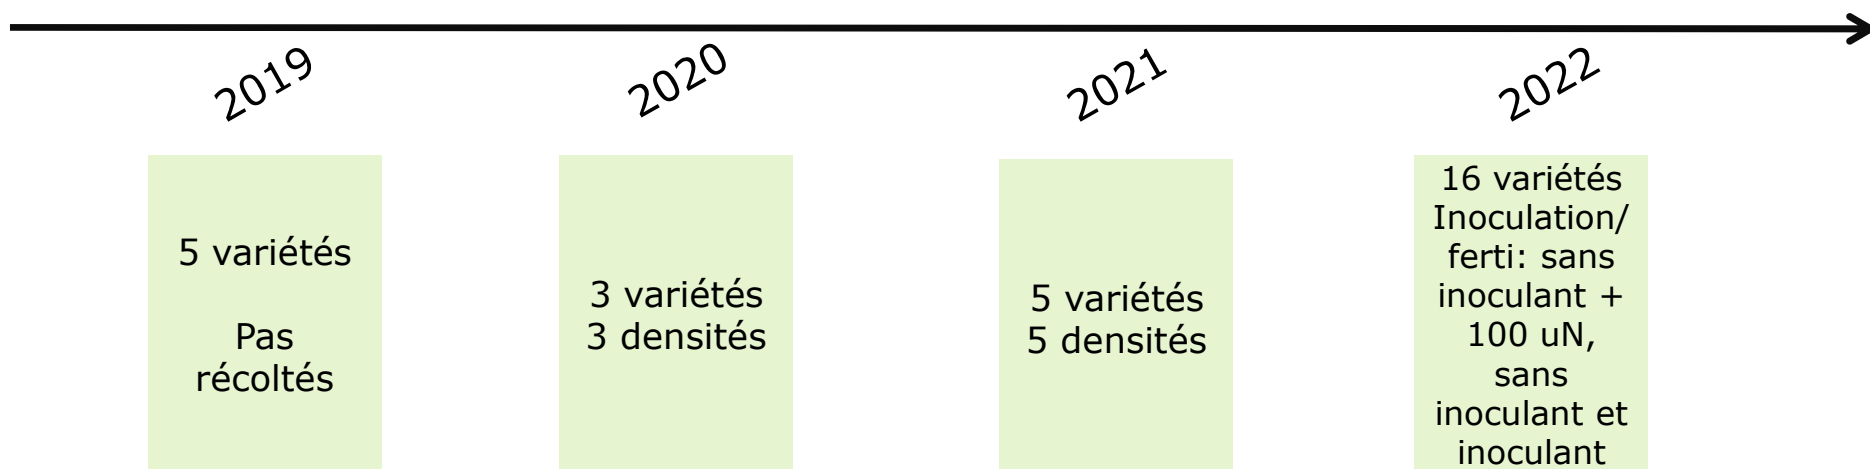 2019
2020
2021
2022
5 variétés
Pas
récoltés
3 variétés
3 densités
5 variétés
5 densités
16 variétés
Inoculation/
ferti: sans
inoculant +
100 uN,
sans
inoculant et
inoculant